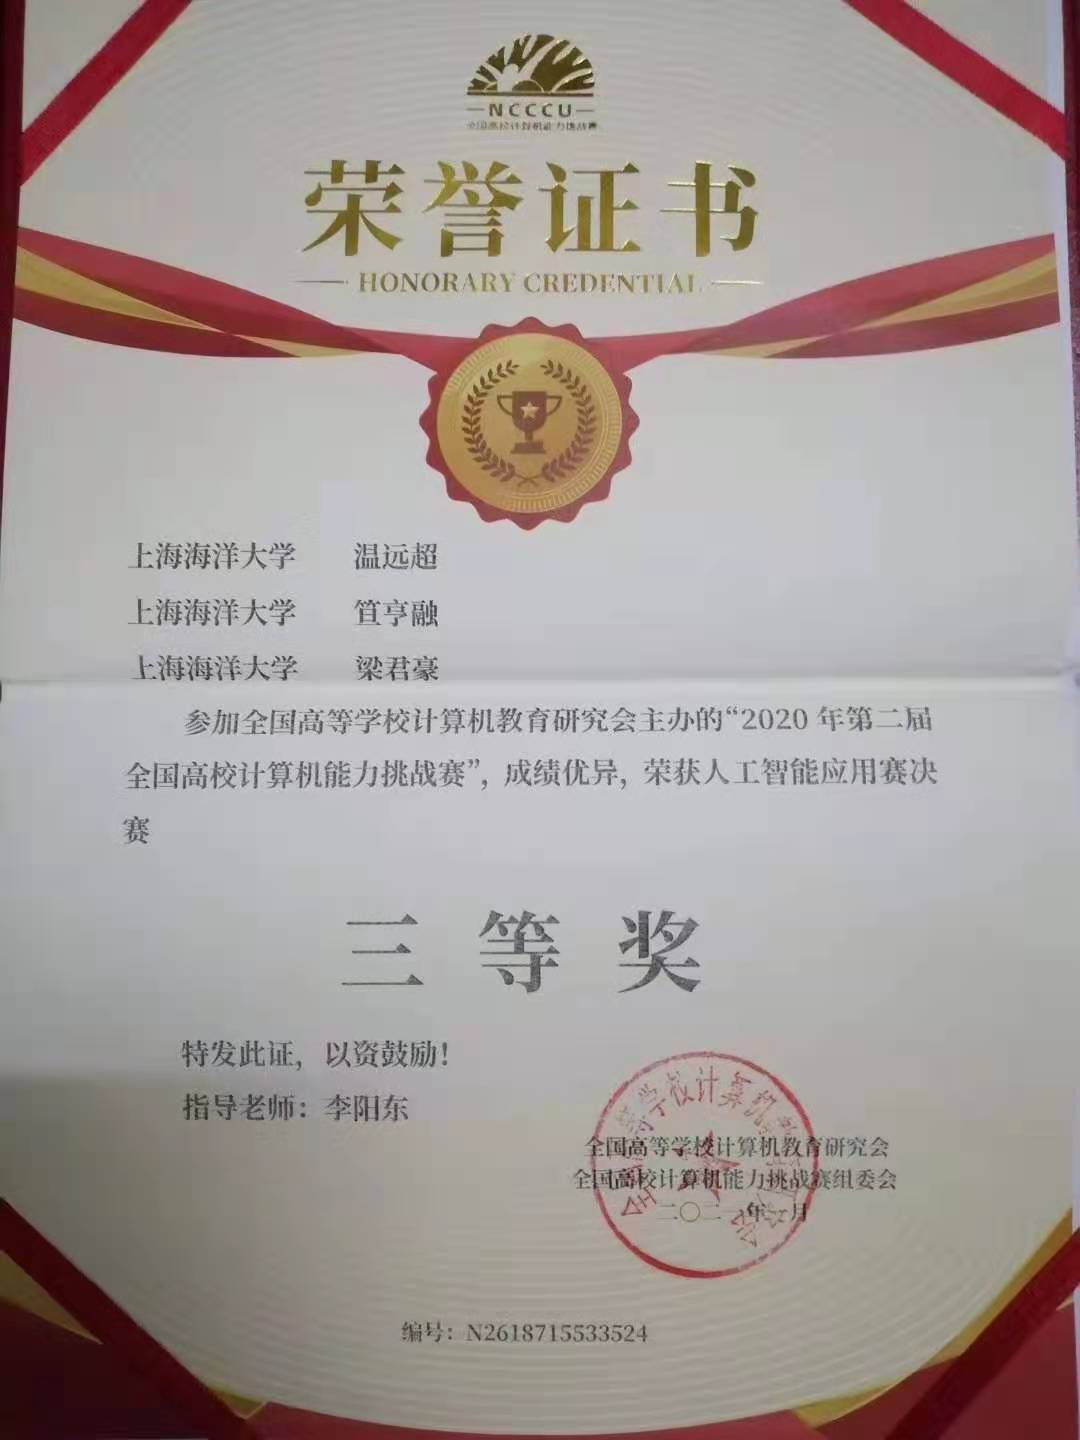 NCCCU
全国高校计算机能力挑战赛
荣誉证书
HONORARY CREDENTIAL
上海海洋大学 温远超
上海海洋大学 笪亨融
上海海洋大学 梁君豪
参加全国高等学校计算机教育研究会主办的“2020 年第二届
全国高校计算机能力挑战赛”，成绩优异，荣获人工智能应用赛决
赛
三等奖
特发此证，以资鼓励！
指导老师：李阳东
全国高等学校计算机教育研究会
全国高校计算机能力挑战赛组委会
二〇二一年一月
编号：N2618715533524